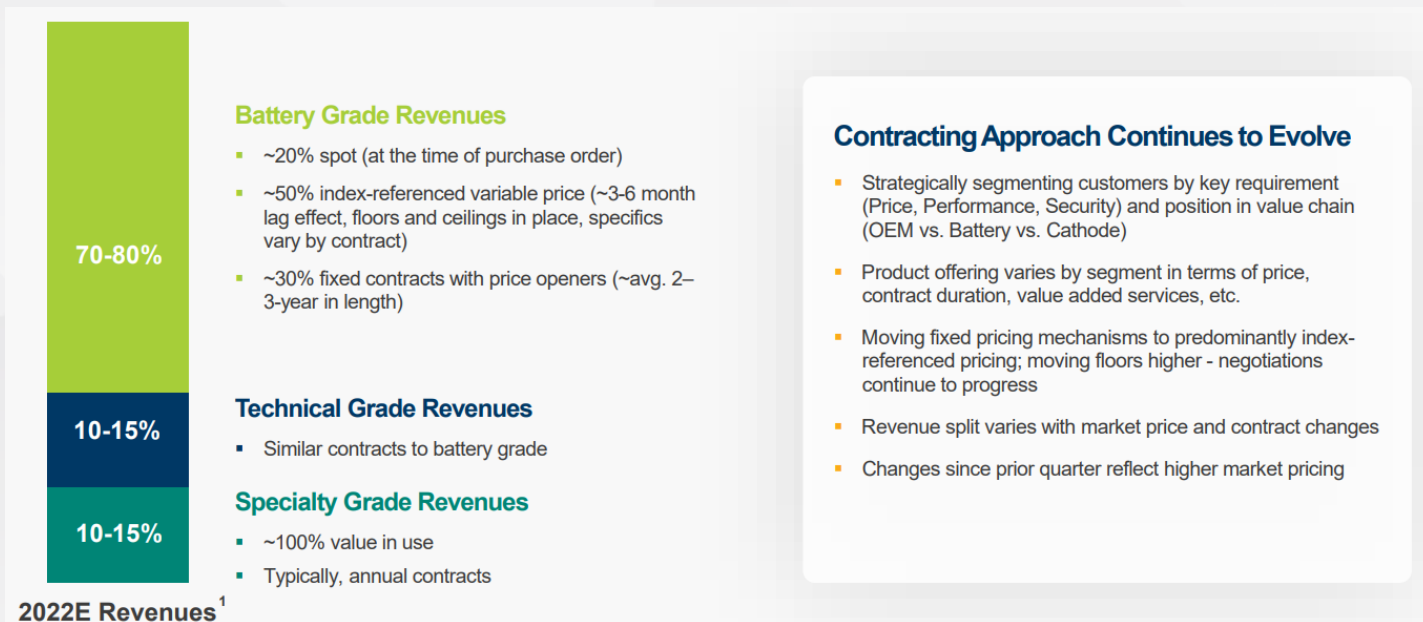 70-80%
10-15%
10-15%
2022E Revenues1
Battery Grade Revenues
▪ ~20% spot (at the time of purchase order)
▪ ~50% index-referenced variable price (~3-6 month
lag effect, floors and ceilings in place, specifics
vary by contract)
▪ ~30% fixed contracts with price openers (~avg. 2–
3-year in length)
Technical Grade Revenues
▪ Similar contracts to battery grade
Specialty Grade Revenues
▪ ~100% value in use
▪ Typically, annual contracts
Contracting Approach Continues to Evolve
▪ Strategically segmenting customers by key requirement
(Price, Performance, Security) and position in value chain
(OEM vs. Battery vs. Cathode)
▪ Product offering varies by segment in terms of price,
contract duration, value added services, etc.
▪ Moving fixed pricing mechanisms to predominantly index-
referenced pricing; moving floors higher - negotiations
continue to progress
▪ Revenue split varies with market price and contract changes
▪ Changes since prior quarter reflect higher market pricing